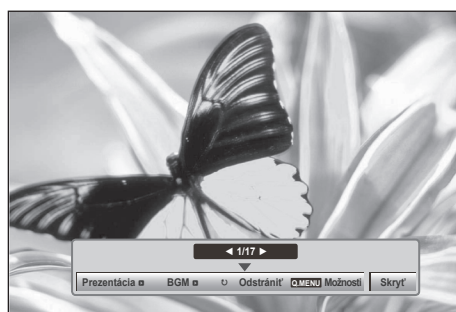 ◀ 1/17 ▶
Prezentácia ◘ BGM ◘ ↻ Odstrániť Q.MENU Možnosti Skryť